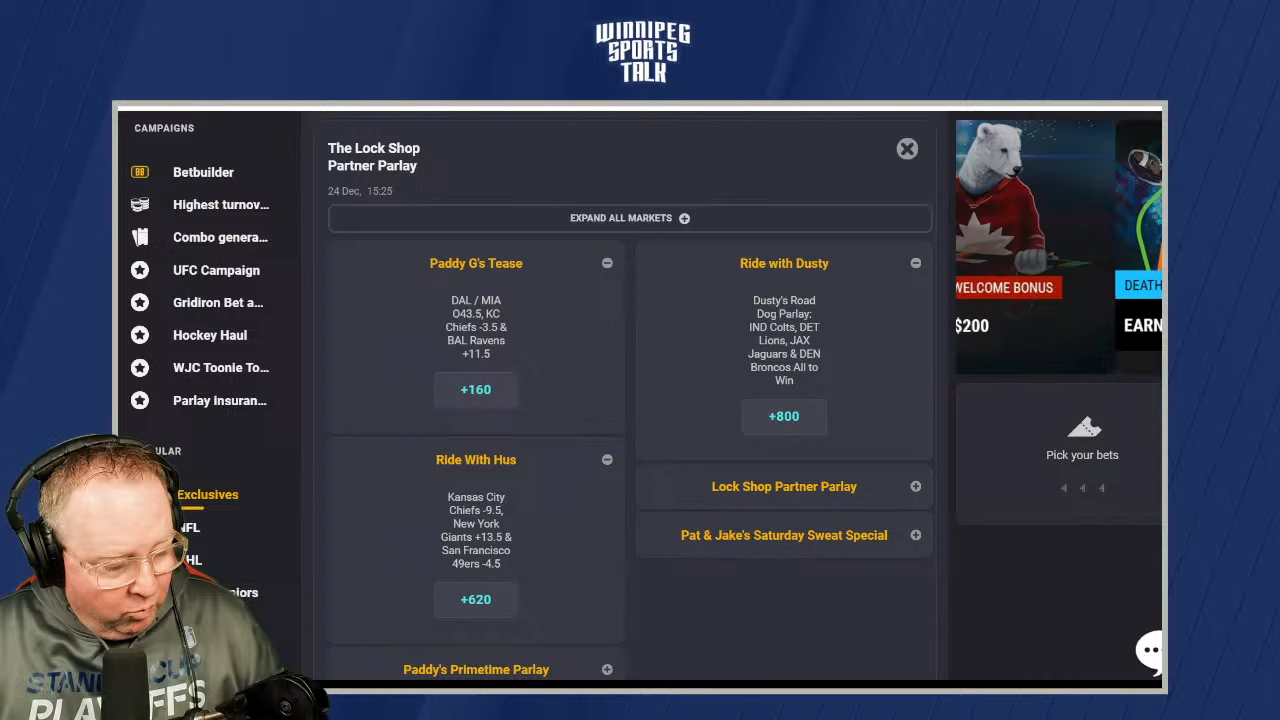 WINNIPEG
SPORTS
TALK
CAMPAIGNS
Betbuilder
Highest turnov...
Combo genera...
UFC Campaign
Gridiron Bet a...
Hockey Haul
WJC Toonie To...
Parlay Insuran...
ULAR
Exclusives
NFL
HL
iors
The Lock Shop
Partner Parlay
24 Dec, 15:25
EXPAND ALL MARKETS
Paddy G's Tease
DAL / MIA
O43.5, KC
Chiefs -3.5 &
BAL Ravens
+11.5
+160
Ride With Hus
Kansas City
Chiefs -9.5,
New York
Giants +13.5 &
San Francisco
49ers -4.5
+620
Paddy's Primetime Parlay
Ride with Dusty
Dusty's Road
Dog Parlay:
IND Colts, DET
Lions, JAX
Jaguars & DEN
Broncos All to
Win
+800
Lock Shop Partner Parlay
Pat & Jake's Saturday Sweat Special
WELCOME BONUS
$200
DEATH
EARN
Pick your bets
STAN CUP
PLAYOFFS